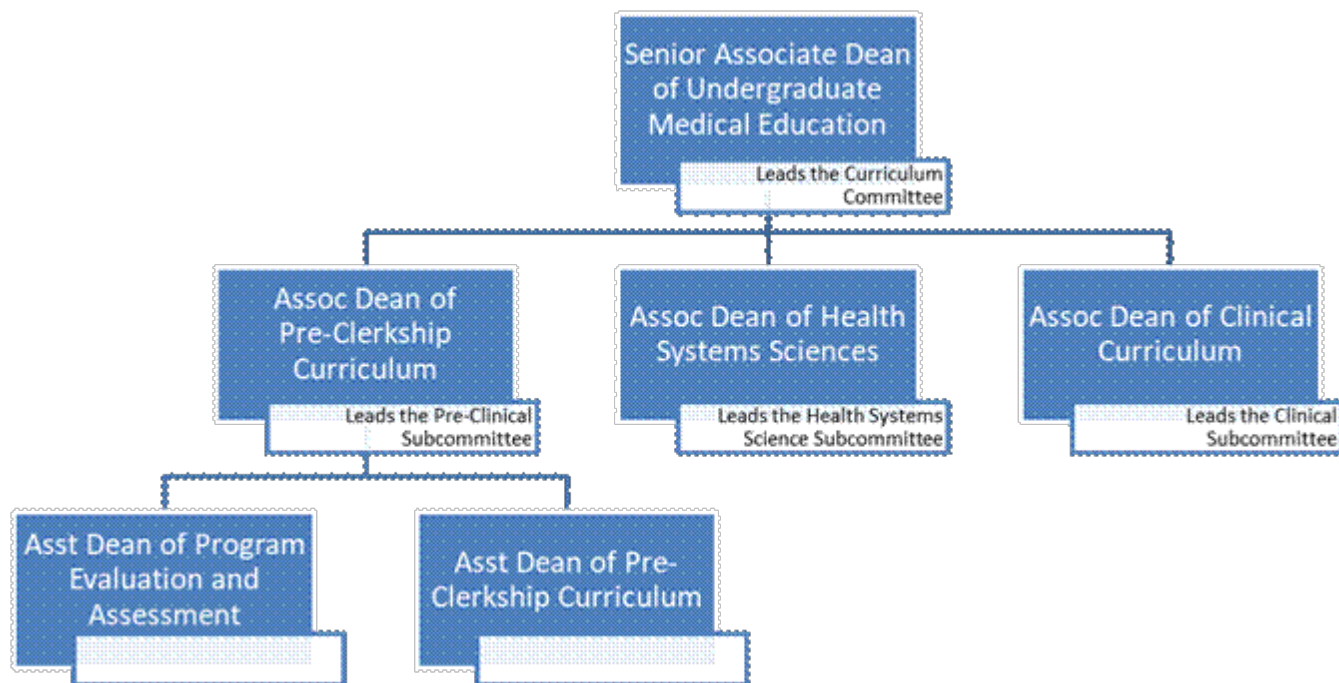 Senior Associate Dean
of Undergraduate
Medical Education
Leads the Curriculum
Committee
Assoc Dean of
Pre-Clerkship
Curriculum
Leads the Pre-Clinical
Subcommittee
Assoc Dean of Health
Systems Sciences
Leads the Health Systems
Science Subcommittee
Assoc Dean of Clinical
Curriculum
Leads the Clinical
Subcommittee
Asst Dean of Program
Evaluation and
Assessment
Asst Dean of Pre-
Clerkship Curriculum